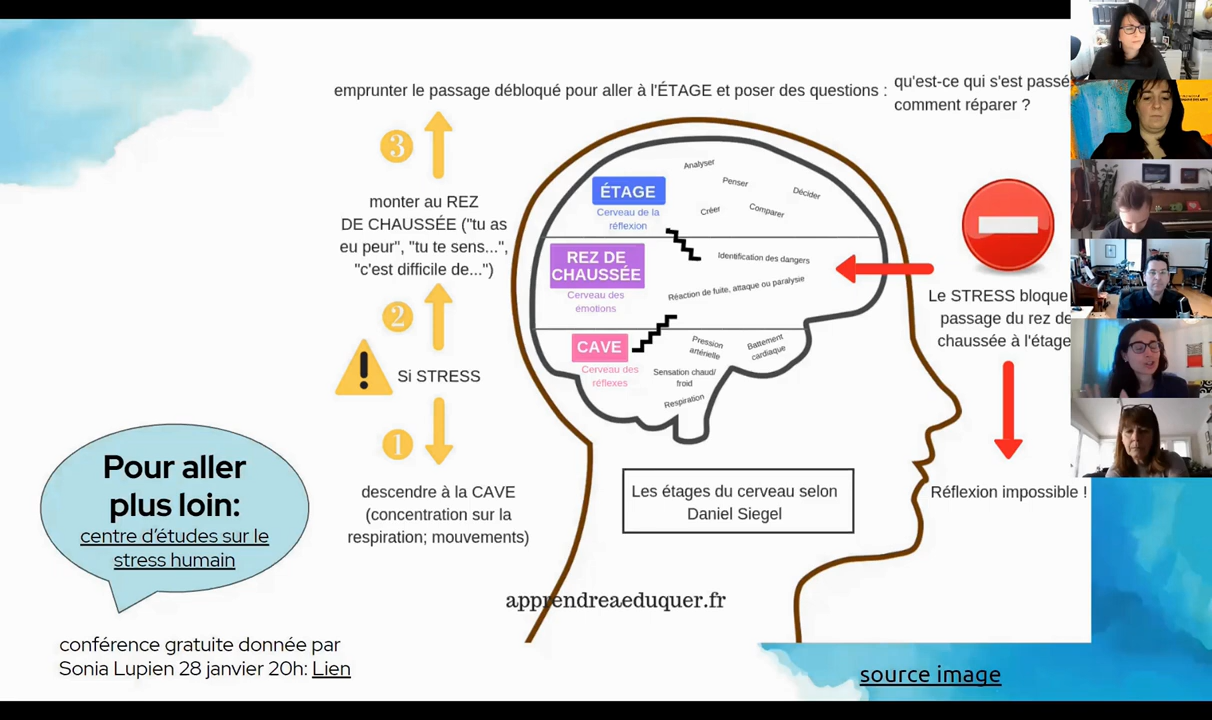 emprunter le passage débloqué pour aller à l'ÉTAGE et poser des questions :
qu'est-ce qui s'est passé
comment réparer ?
3
monter au REZ
DE CHAUSSÉE ("tu as
eu peur", "tu te sens...",
"c'est difficile de...")
2
Si STRESS
1
descendre à la CAVE
(concentration sur la
respiration; mouvements)
ÉTAGE
Cerveau de la
réflexion
Analyser
Penser
Décider
Créer
Comparer
REZ DE
CHAUSSÉE
Cerveau des
émotions
Identification des dangers
Réaction de fuite, attaque ou paralysie
CAVE
Cerveau des
réflexes
Pression
artérielle
Battement
cardiaque
Sensation chaud/
froid
Respiration
Le STRESS bloque
passage du rez de
chaussée à l'étage
Réflexion impossible !
Les étages du cerveau selon
Daniel Siegel
apprendreaeduquer.fr
Pour aller
plus loin:
centre d'études sur le
stress humain
conférence gratuite donnée par
Sonia Lupien 28 janvier 20h: Lien
source image